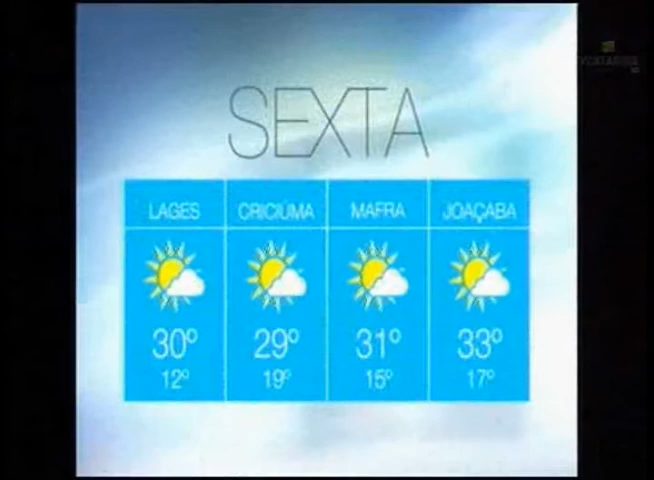 SEXTA
LAGES CRICIÚMA MAFRA JOAÇABA
30º 29º 31º 33º
12º 19º 15º 17º